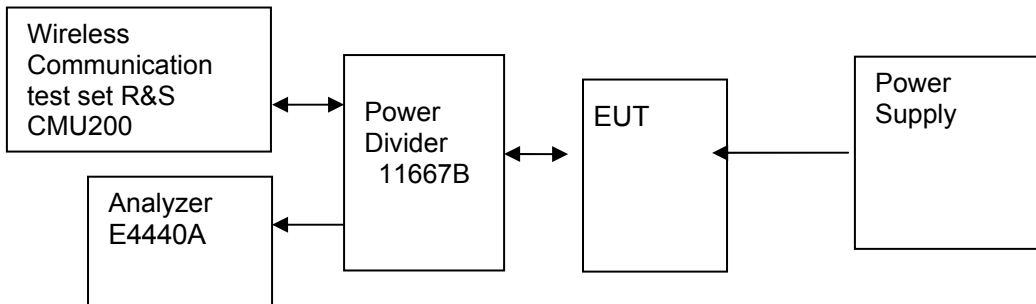 Wireless
Communication
test set R&S
CMU200
Power
Divider
11667B
EUT
Power
Supply
Analyzer
E4440A